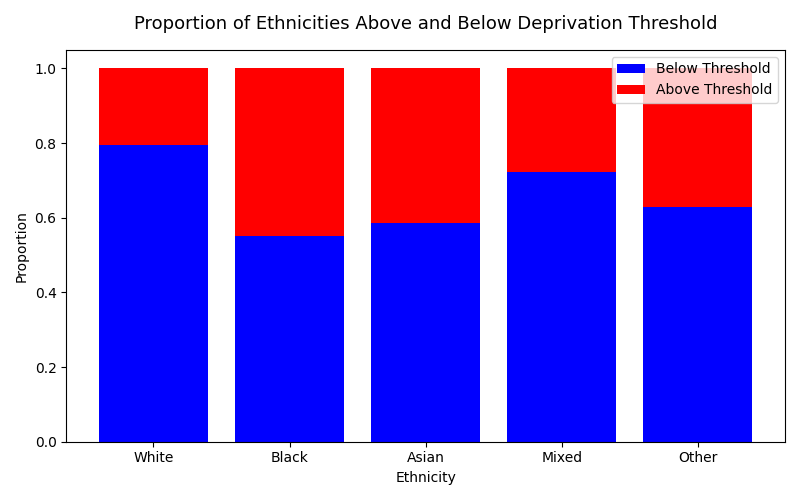 Proportion of Ethnicities Above and Below Deprivation Threshold
Below Threshold
Above Threshold
1.0
0.8
0.6
0.4
0.2
0.0
Proportion
White Black Asian Mixed Other
Ethnicity